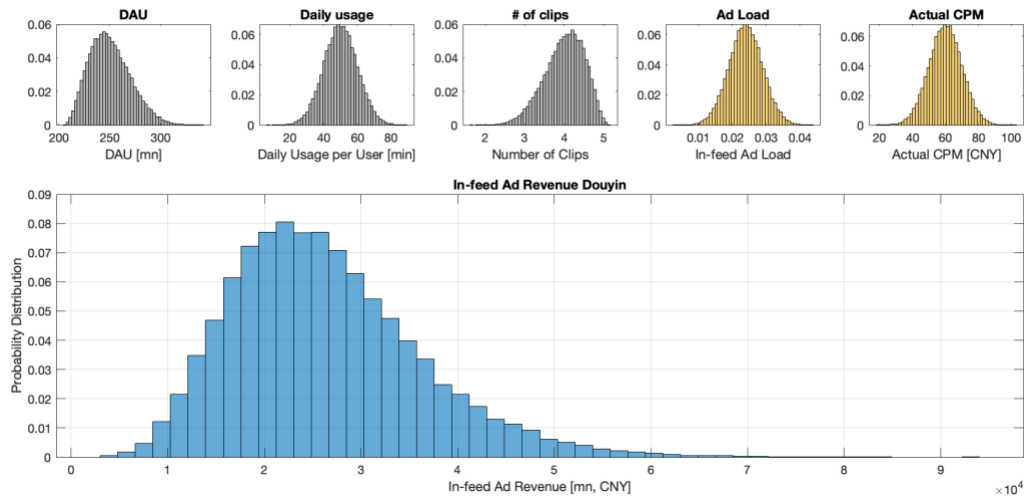 DAU
Daily usage
# of clips
Ad Load
Actual CPM
0.06
0.04
0.02
0
200 250 300
DAU [mn]
0.06
0.04
0.02
0
20 40 60 80
Daily Usage per User [min]
0.06
0.04
0.02
0
2 3 4 5
Number of Clips
0.06
0.04
0.02
0
0.01 0.02 0.03 0.04
In-feed Ad Load
0.06
0.04
0.02
0
20 40 60 80 100
Actual CPM [CNY]
In-feed Ad Revenue Douyin
Probability Distribution
0.09
0.08
0.07
0.06
0.05
0.04
0.03
0.02
0.01
0
0 1 2 3 4 5 6 7 8 9
×10⁴
In-feed Ad Revenue [mn, CNY]